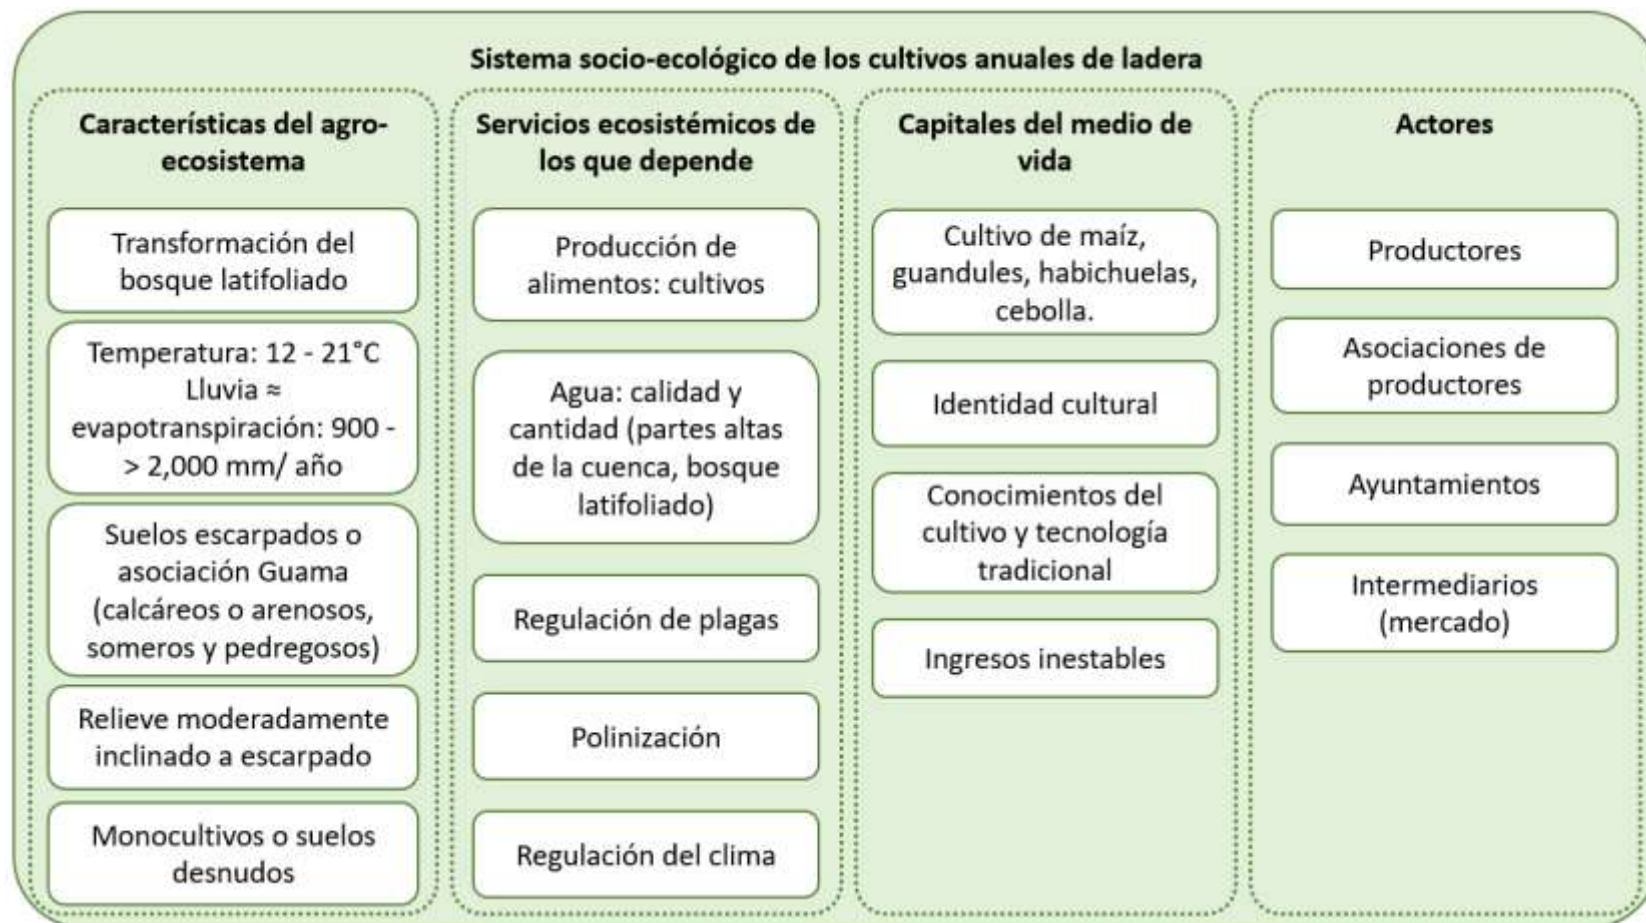 Sistema socio-ecológico de los cultivos anuales de ladera
Características del agro-
ecosistema
Transformación del
bosque latifoliado
Temperatura: 12 - 21°C
Lluvia ≈
evapotranspiración: 900 -
> 2,000 mm/ año
Suelos escarpados o
asociación Guama
(calcáreos o arenosos,
someros y pedregosos)
Relieve moderadamente
inclinado a escarpado
Monocultivos o suelos
desnudos
Servicios ecosistémicos de
los que depende
Producción de
alimentos: cultivos
Agua: calidad y
cantidad (partes altas
de la cuenca, bosque
latifoliado)
Regulación de plagas
Polinización
Regulación del clima
Capitales del medio de
vida
Cultivo de maíz,
guandules, habichuelas,
cebolla.
Identidad cultural
Conocimientos del
cultivo y tecnología
tradicional
Ingresos inestables
Actores
Productores
Asociaciones de
productores
Ayuntamientos
Intermediarios
(mercado)